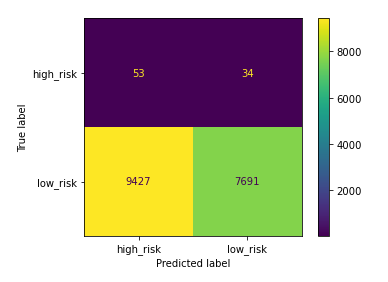 high_risk
low_risk
True label
53
34
9427
7691
high_risk
low_risk
Predicted label
8000
6000
4000
2000